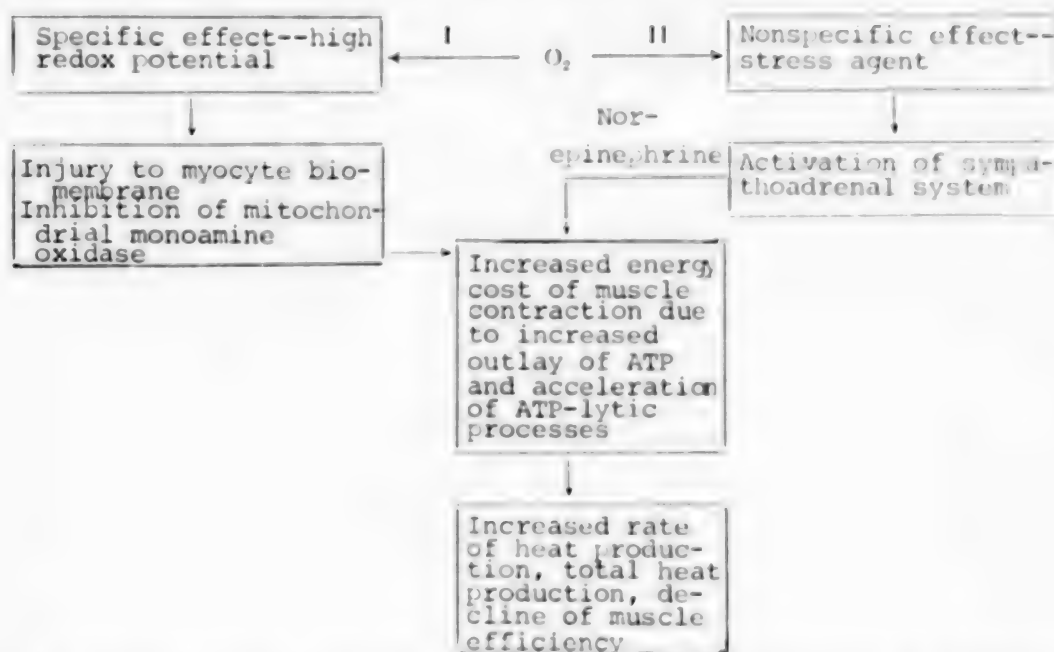 Specific effect--high
redox potential
I
O₂
II
Nonspecific effect--
stress agent
Injury to myocyte bio-
membrane
Inhibition of mitochon-
drial monoamine
oxidase
Nor-
epinephrine
Activation of sympa-
thoadrenal system
Increased energy
cost of muscle
contraction due
to increased
outlay of ATP
and acceleration
of ATP-lytic
processes
Increased rate
of heat produc-
tion, total heat
production, de-
cline of muscle
efficiency